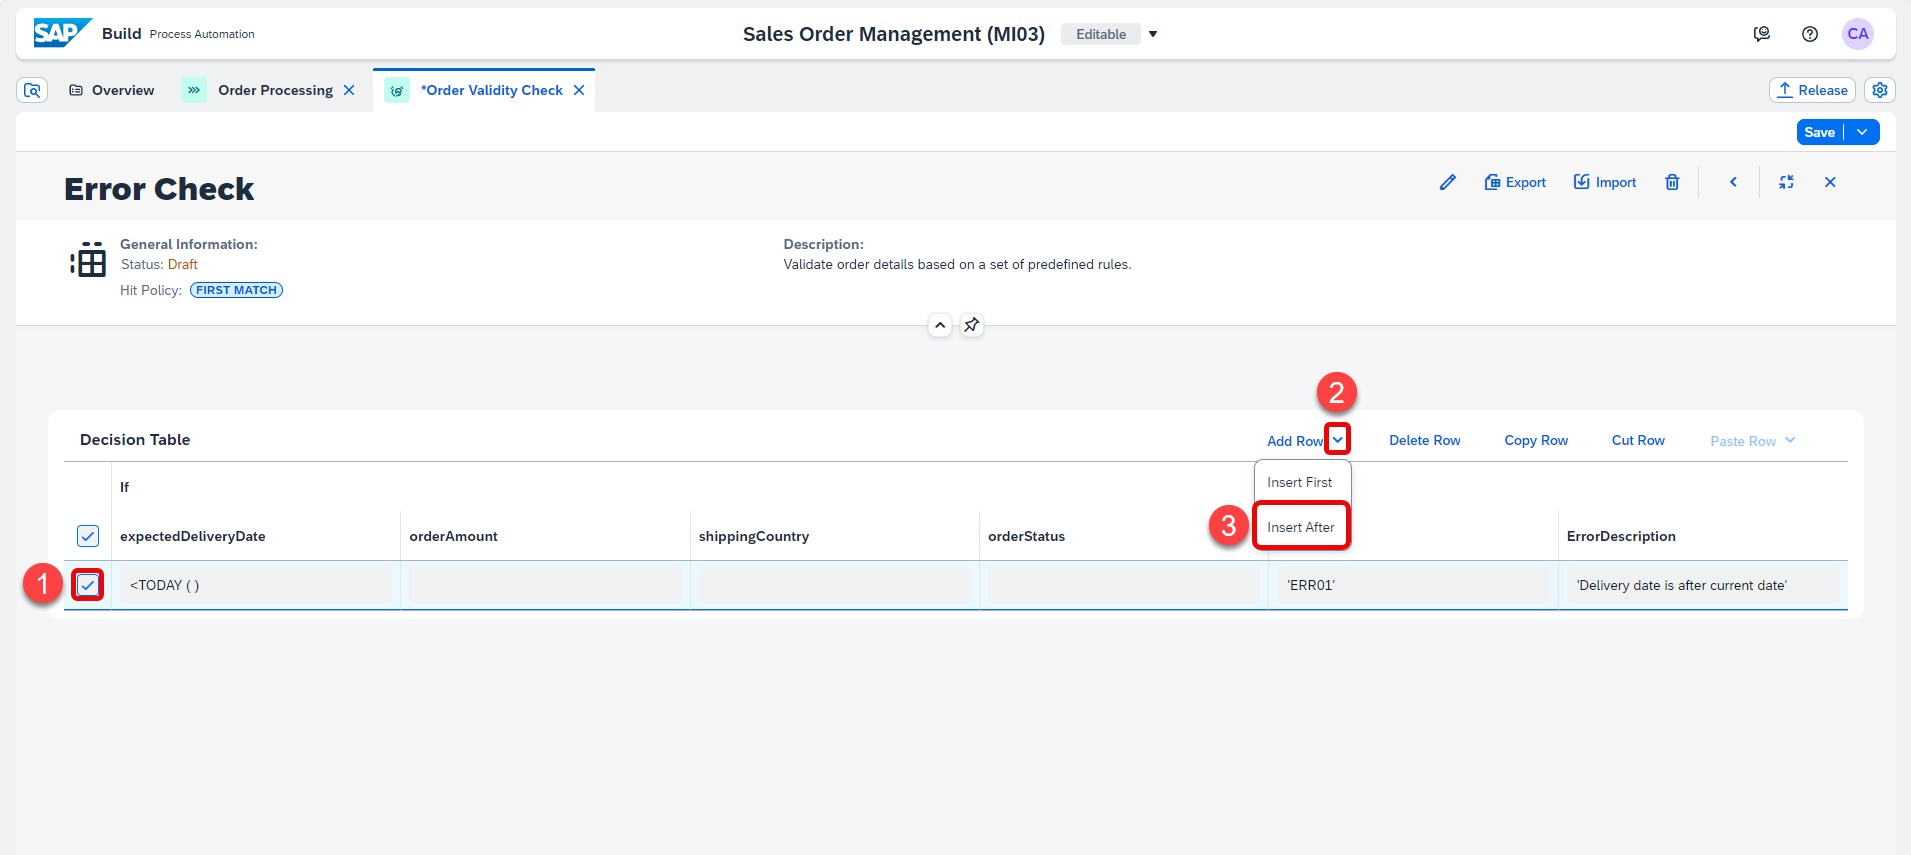 SAP Build Process Automation
Sales Order Management (MI03) Editable
CA
Overview
Order Processing
*Order Validity Check
Release
Save
Error Check
Export
Import
General Information:
Status: Draft
Hit Policy: FIRST MATCH
Description:
Validate order details based on a set of predefined rules.
2
Decision Table
Add Row
Delete Row
Copy Row
Cut Row
Paste Row
Insert First
3
Insert After
If
expectedDeliveryDate
orderAmount
shippingCountry
orderStatus
ErrorDescription
1
<TODAY ( )
'ERR01'
'Delivery date is after current date'